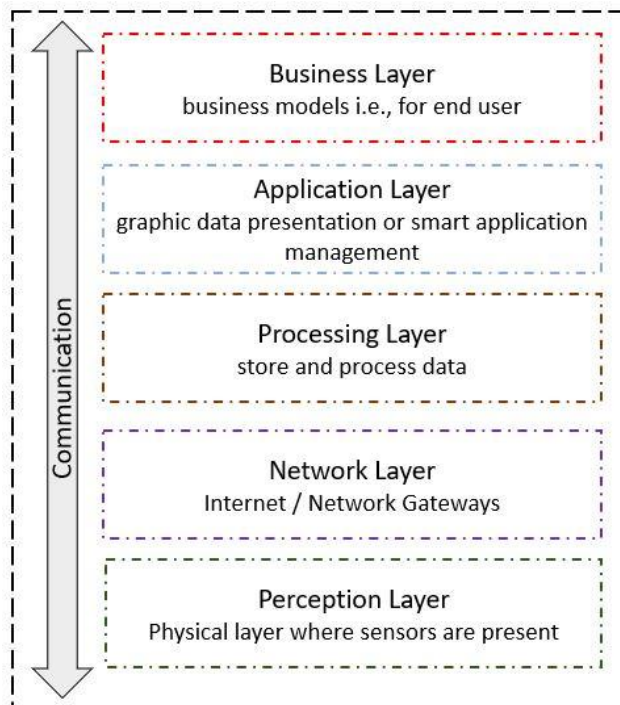 Communication
Business Layer
business models i.e., for end user
Application Layer
graphic data presentation or smart application
management
Processing Layer
store and process data
Network Layer
Internet / Network Gateways
Perception Layer
Physical layer where sensors are present